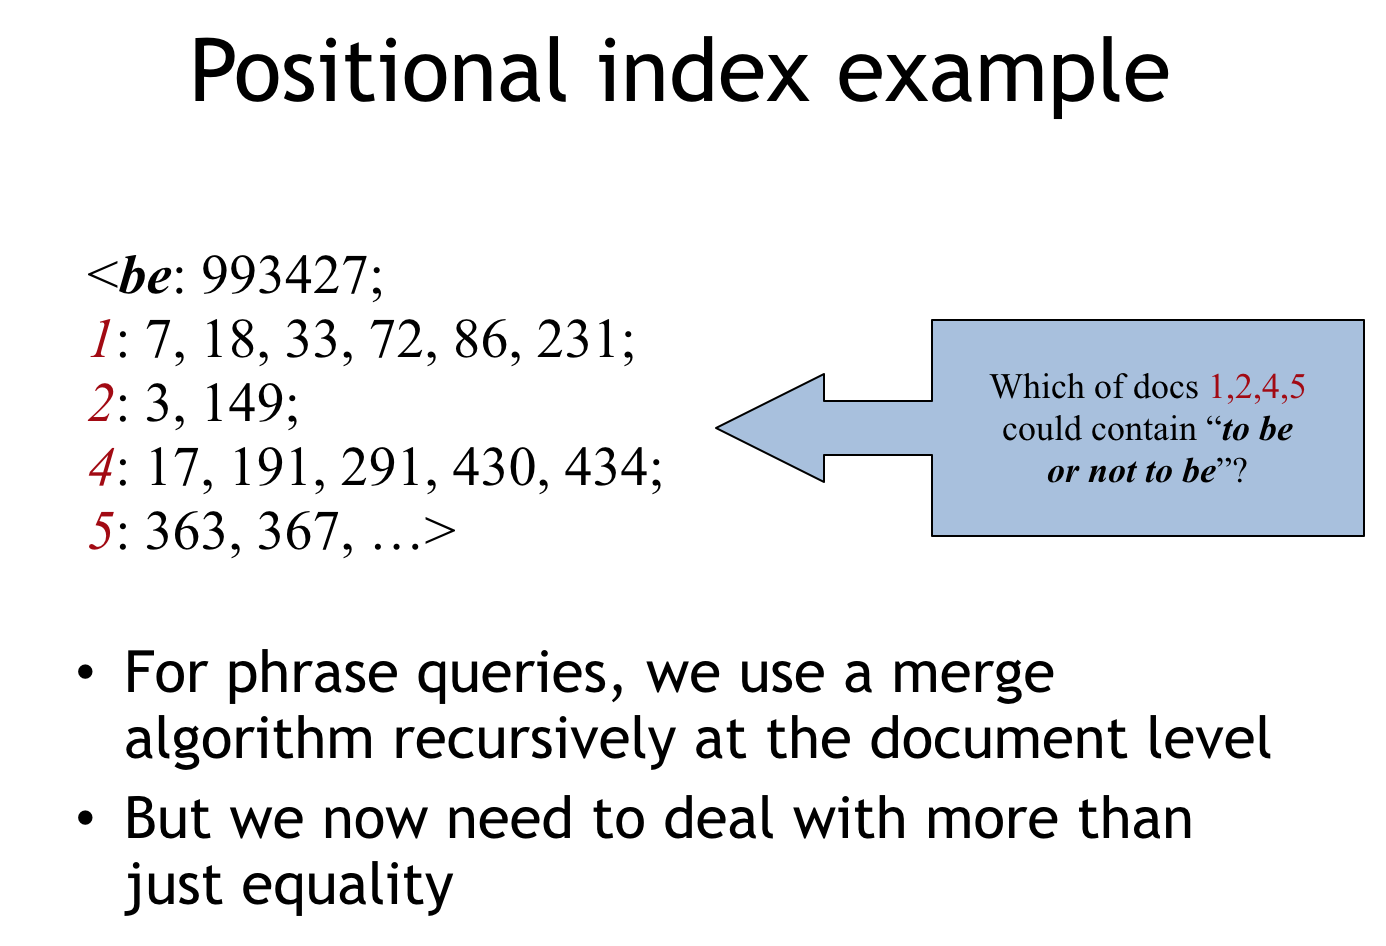 Positional index example
<be: 993427;
1: 7, 18, 33, 72, 86, 231;
2: 3, 149;
4: 17, 191, 291, 430, 434;
5: 363, 367, …>
Which of docs 1,2,4,5
could contain “to be
or not to be”?
• For phrase queries, we use a merge
algorithm recursively at the document level
• But we now need to deal with more than
just equality